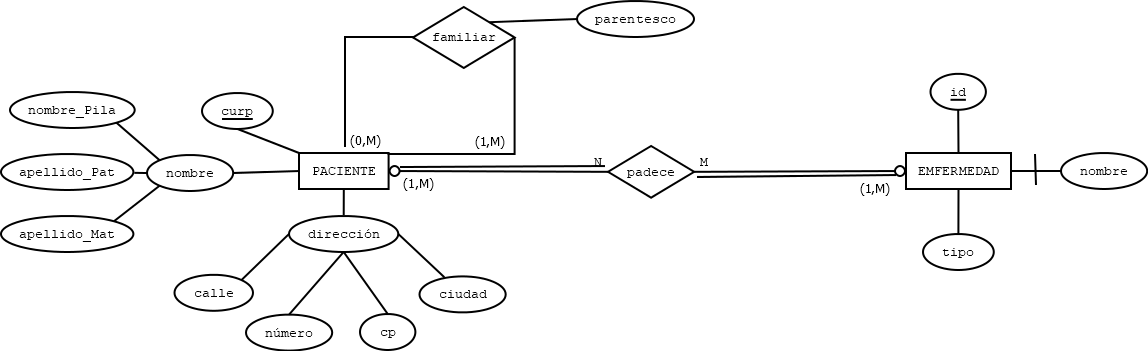 parentesco
familiar
id
nombre_Pila
curp
(0,M)
(1,M)
N
M
apellido_Pat
nombre
PACIENTE
padece
EMFERMEDAD
nombre
(1,M)
(1,M)
apellido_Mat
dirección
tipo
calle
ciudad
número
cp